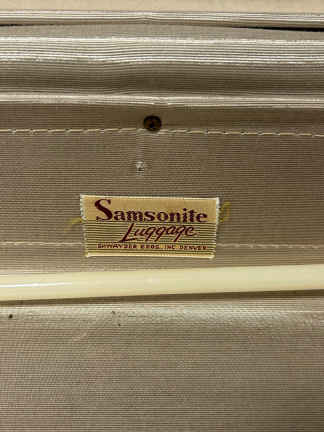 Samsonite
Luggage
SHWAYDER BROS., INC DENVER